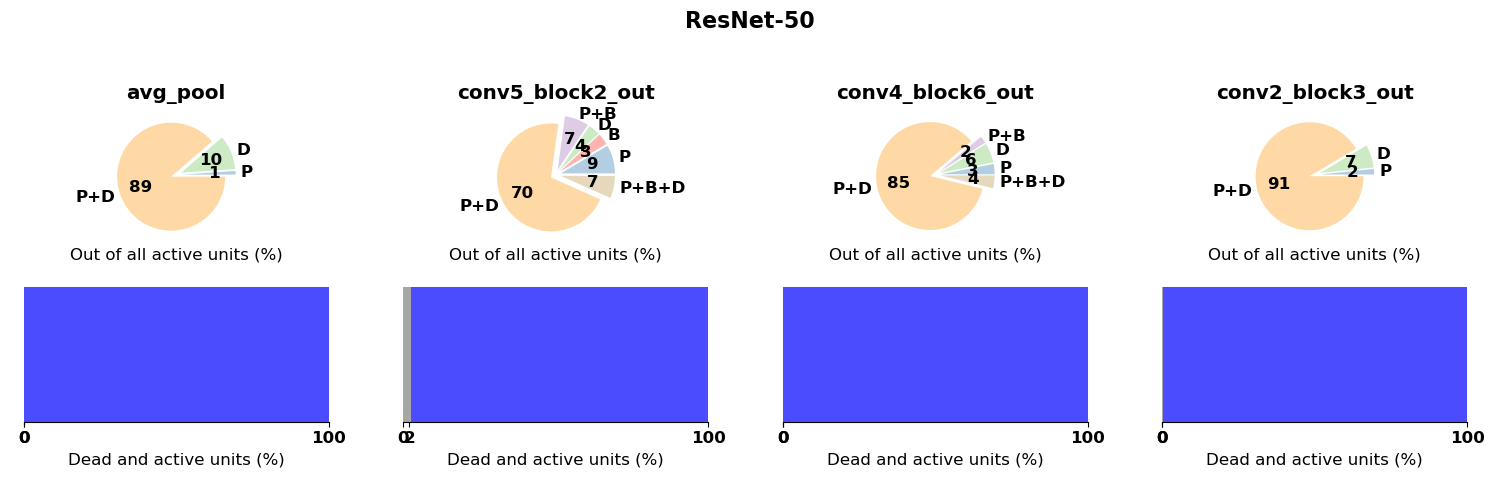 ResNet-50
avg_pool
D
10
1
P
89
P+D
Out of all active units (%)
0
0
100
Dead and active units (%)
conv5_block2_out
P+B
D
B
7
4
3
P
9
7
P+B+D
70
P+D
Out of all active units (%)
0
2
100
Dead and active units (%)
conv4_block6_out
P+B
D
2
6
P
3
4
P+B+D
85
P+D
Out of all active units (%)
0
0
100
Dead and active units (%)
conv2_block3_out
D
7
2
P
91
P+D
Out of all active units (%)
0
0
100
Dead and active units (%)